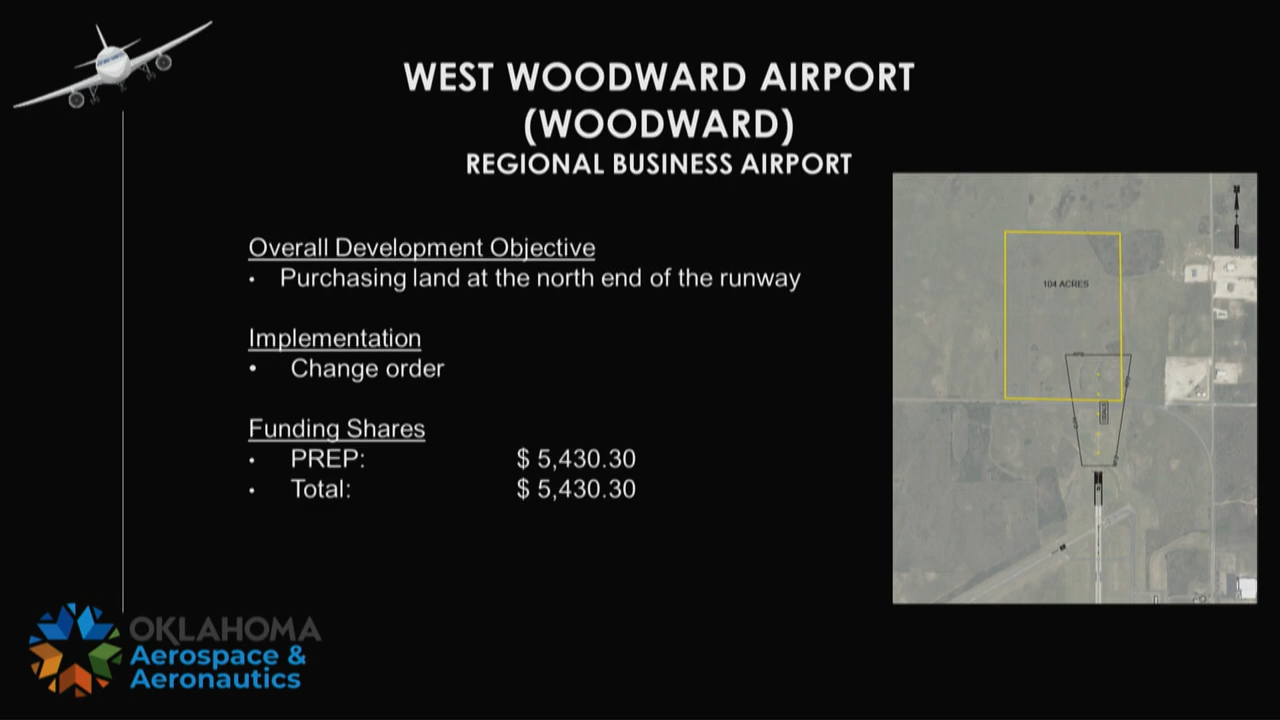 WEST WOODWARD AIRPORT
(WOODWARD)
REGIONAL BUSINESS AIRPORT
Overall Development Objective
• Purchasing land at the north end of the runway
Implementation
• Change order
Funding Shares
• PREP: $ 5,430.30
• Total: $ 5,430.30
104 ACRES
OKLAHOMA
Aerospace &
Aeronautics